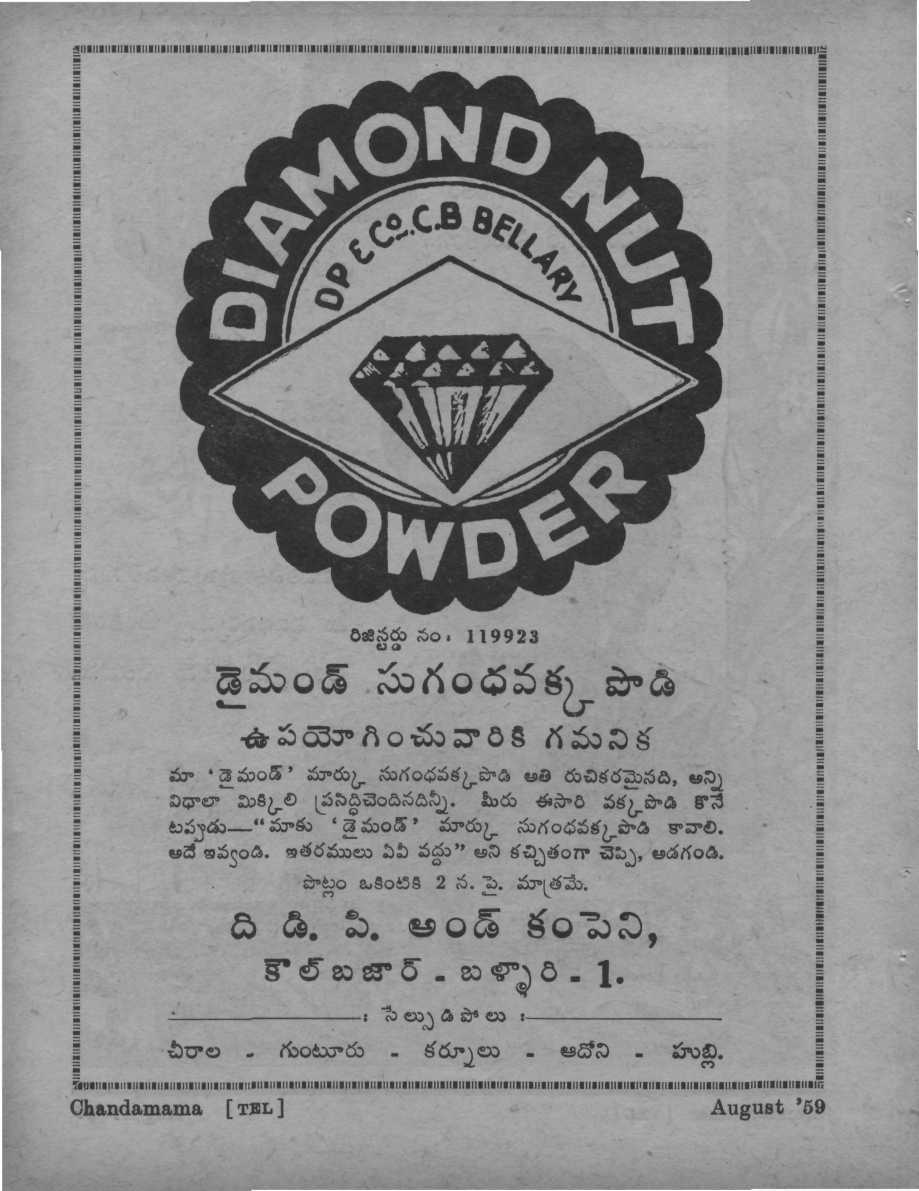 DIAMOND NUT
DP & Co. C.B BELLARY
POWDER
రిజిస్టర్డు నం: 119923
డైమండ్ సుగంధవక్క పొడి
ఉపయోగించువారికి గమనిక
మా ‘డైమండ్’ మార్కు సుగంధవక్కపొడి అతి రుచికరమైనది, అన్ని
విధాలా మిక్కిలి ప్రసిద్ధిచెందినదిన్నీ. మీరు ఈసారి వక్కపొడి కొనే
టప్పుడు—“మాకు ‘డైమండ్’ మార్కు సుగంధవక్కపొడి కావాలి.
అదే ఇవ్వండి. ఇతరములు ఏవీ వద్దు” అని కచ్చితంగా చెప్పి, అడగండి.
పొట్లం ఒకింటికి 2 న. పై. మాత్రమే.
ది డి. పి. అండ్ కంపెని,
కౌల్‌బజార్ - బళ్ళారి - 1.
: సేల్సు డిపోలు :
చీరాల - గుంటూరు - కర్నూలు - ఆదోని - హుబ్లి.
Chandamama [TEL] August ’59